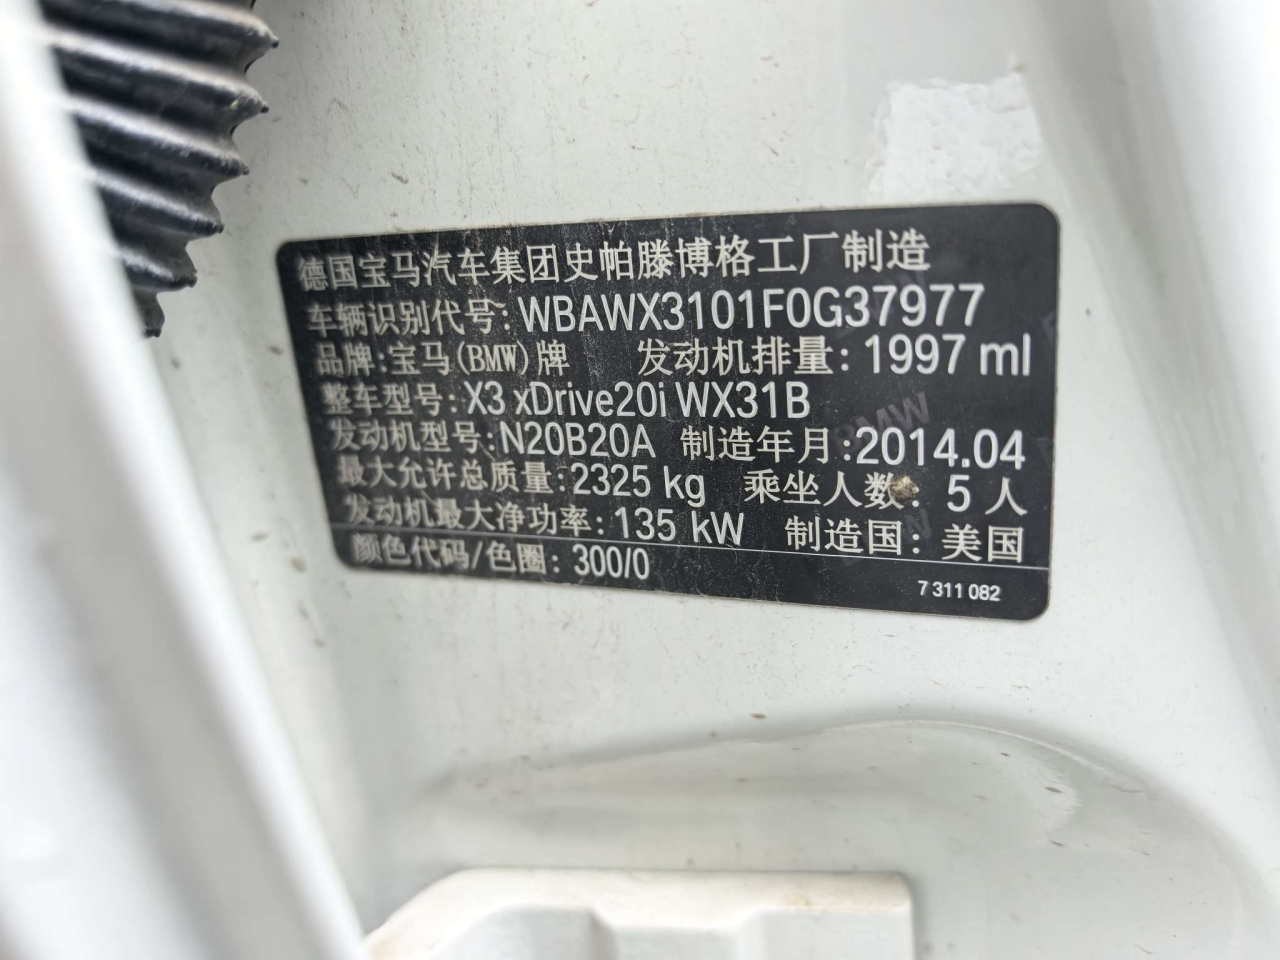 德国宝马汽车集团史帕滕博格工厂制造
车辆识别代号: WBAWX3101F0G37977
品牌:宝马(BMW)牌 发动机排量: 1997 ml
整车型号: X3 xDrive20i WX31B
发动机型号: N20B20A 制造年月:2014.04
最大允许总质量: 2325 kg 乘坐人数: 5 人
发动机最大净功率: 135 kW 制造国: 美国
颜色代码/色圈: 300/0
7 311 082